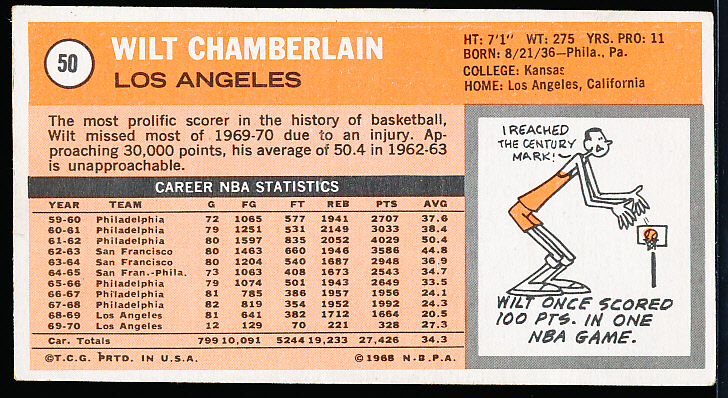 50
WILT CHAMBERLAIN
LOS ANGELES
HT: 7'1" WT: 275 YRS. PRO: 11
BORN: 8/21/36—Phila., Pa.
COLLEGE: Kansas
HOME: Los Angeles, California
The most prolific scorer in the history of basketball,
Wilt missed most of 1969-70 due to an injury. Ap-
proaching 30,000 points, his average of 50.4 in 1962-63
is unapproachable.
CAREER NBA STATISTICS
YEAR TEAM G FG FT REB PTS AVG
59-60 Philadelphia 72 1065 577 1941 2707 37.6
60-61 Philadelphia 79 1251 531 2149 3033 38.4
61-62 Philadelphia 80 1597 835 2052 4029 50.4
62-63 San Francisco 80 1463 660 1946 3586 44.8
63-64 San Francisco 80 1204 540 1687 2948 36.9
64-65 San Fran.-Phila. 73 1063 408 1673 2543 34.7
65-66 Philadelphia 79 1074 501 1943 2649 33.5
66-67 Philadelphia 81 785 386 1957 1956 24.1
67-68 Philadelphia 82 819 354 1952 1992 24.3
68-69 Los Angeles 81 641 382 1712 1664 20.5
69-70 Los Angeles 12 129 70 221 328 27.3
Car. Totals 799 10,091 5244 19,233 27,426 34.3
©T.C.G. PRTD. IN U.S.A. ©1968 N.B.P.A.
I REACHED
THE CENTURY
MARK!
WILT ONCE SCORED
100 PTS. IN ONE
NBA GAME.